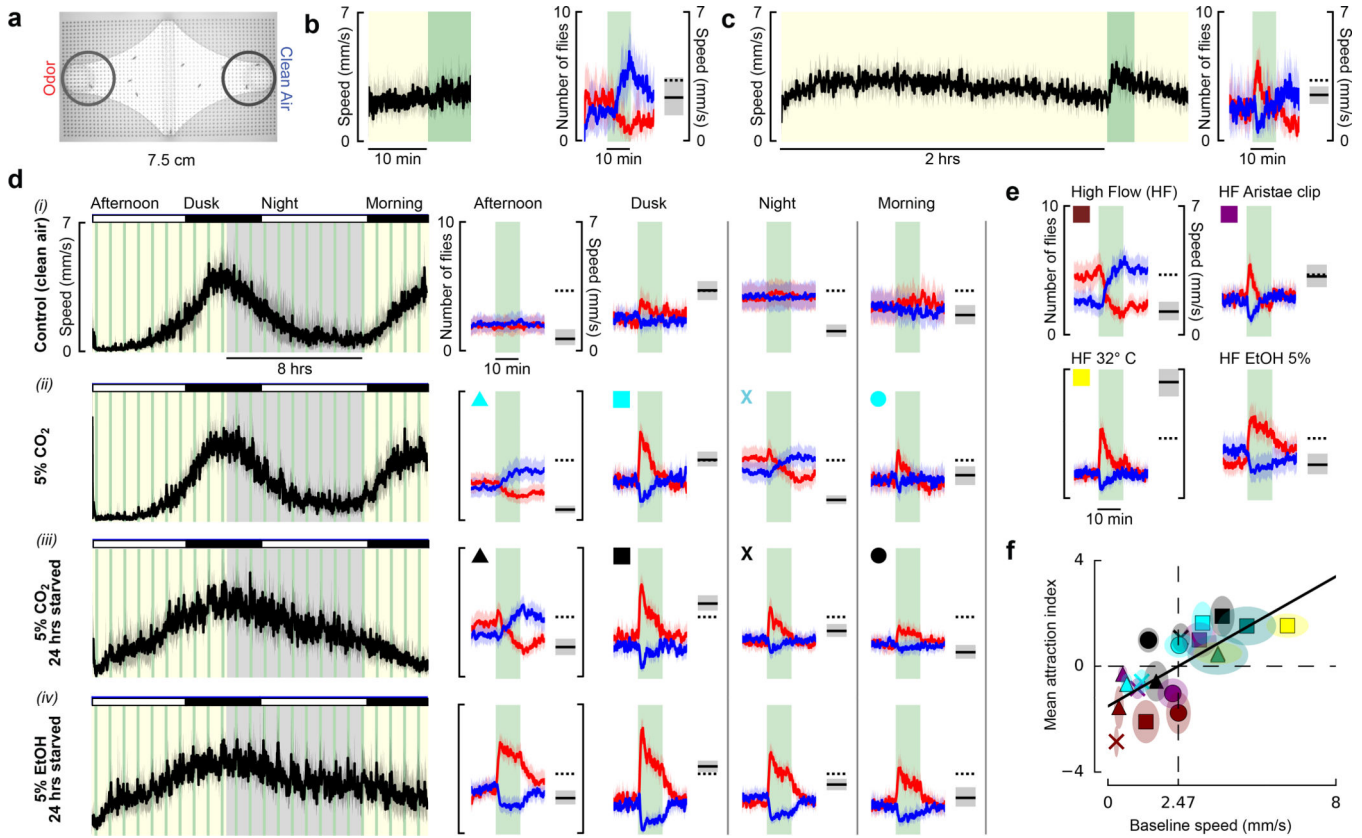 a
Odor
Clean Air
7.5 cm
b
Speed (mm/s)
7
0
10 min
Number of flies
10
0
7
Speed (mm/s)
0
10 min
c
Speed (mm/s)
7
0
2 hrs
Number of flies
10
0
7
Speed (mm/s)
0
10 min
d
(i)
Control (clean air)
Afternoon Dusk Night Morning
7
Speed (mm/s)
0
8 hrs
Afternoon
10
Number of flies
0
7
Speed (mm/s)
0
10 min
Dusk
Night
Morning
(ii)
5% CO2
X
(iii)
5% CO2
24 hrs starved
X
(iv)
5% EtOH
24 hrs starved
e
High Flow (HF)
10
Number of flies
0
7
Speed (mm/s)
0
HF Aristae clip
HF 32° C
10 min
HF EtOH 5%
f
Mean attraction index
4
0
−4
0
2.47
8
Baseline speed (mm/s)